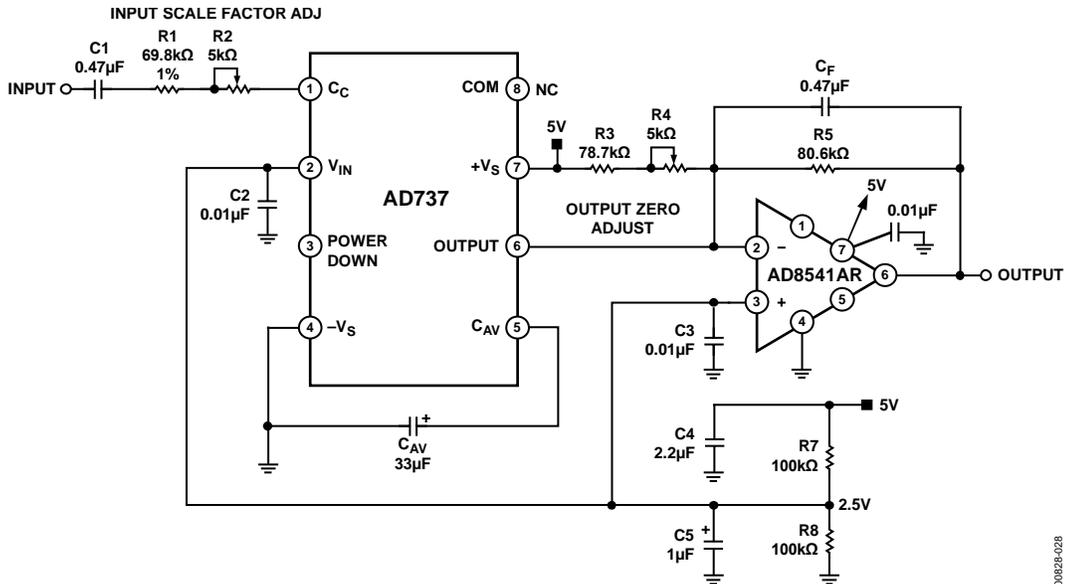 INPUT SCALE FACTOR ADJ
C1
0.47µF
R1
69.8kΩ
1%
R2
5kΩ
INPUT
1
CC
COM
8
NC
CF
0.47µF
5V
R3
78.7kΩ
R4
5kΩ
R5
80.6kΩ
2
VIN
+VS
7
AD737
C2
0.01µF
OUTPUT ZERO
ADJUST
5V
0.01µF
3
POWER
DOWN
OUTPUT
6
2
–
1
7
AD8541AR
6
OUTPUT
3
+
5
4
4
–VS
CAV
5
C3
0.01µF
+
CAV
33µF
5V
C4
2.2µF
R7
100kΩ
2.5V
C5
+
1µF
R8
100kΩ
00828-028